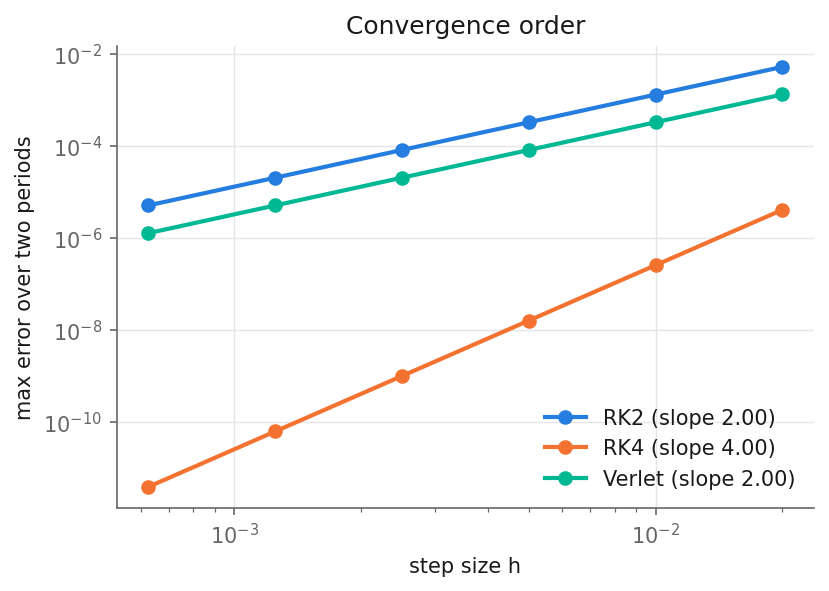 Convergence order
max error over two periods
10⁻²
10⁻⁴
10⁻⁶
10⁻⁸
10⁻¹⁰
RK2 (slope 2.00)
RK4 (slope 4.00)
Verlet (slope 2.00)
10⁻³
10⁻²
step size h